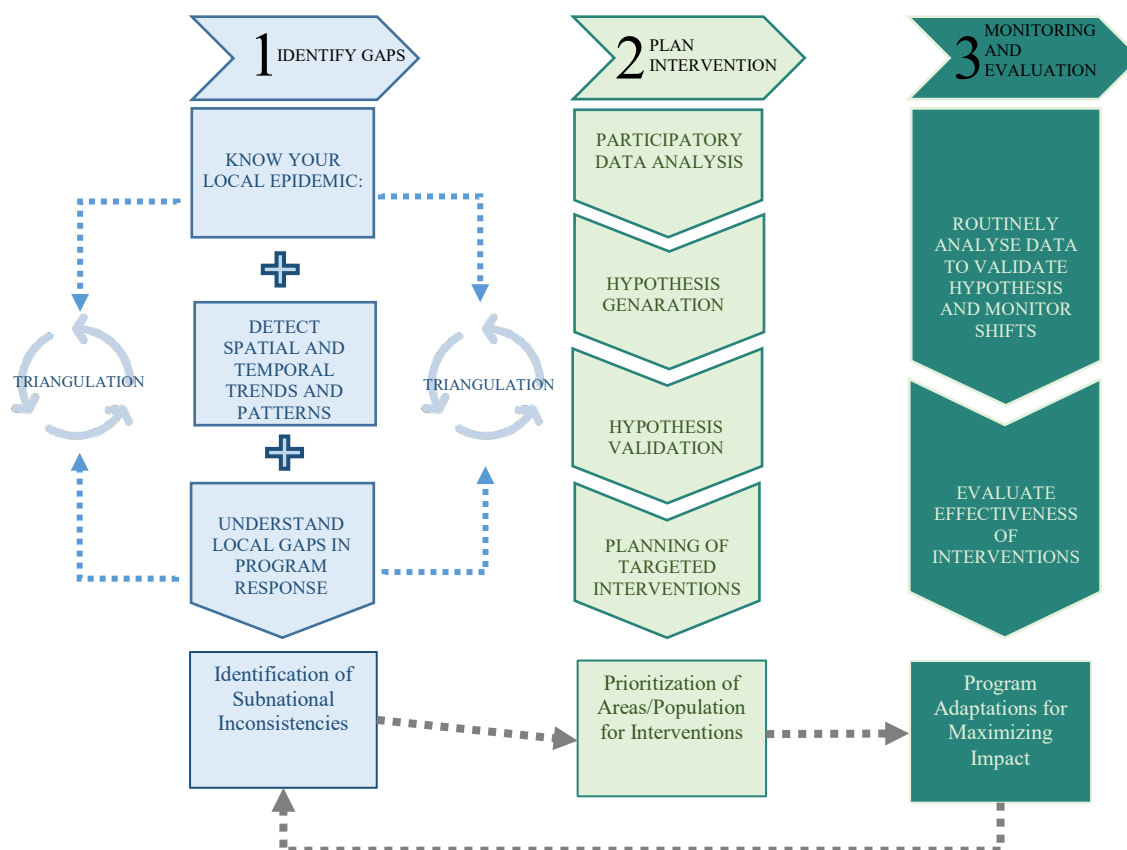 1 IDENTIFY GAPS
KNOW YOUR
LOCAL EPIDEMIC:
TRIANGULATION
DETECT
SPATIAL AND
TEMPORAL
TRENDS AND
PATTERNS
TRIANGULATION
UNDERSTAND
LOCAL GAPS IN
PROGRAM
RESPONSE
Identification of
Subnational
Inconsistencies
2 PLAN
INTERVENTION
PARTICIPATORY
DATA ANALYSIS
HYPOTHESIS
GENARATION
HYPOTHESIS
VALIDATION
PLANNING OF
TARGETED
INTERVENTIONS
Prioritization of
Areas/Population
for Interventions
3 MONITORING
AND
EVALUATION
ROUTINELY
ANALYSE DATA
TO VALIDATE
HYPOTHESIS
AND MONITOR
SHIFTS
EVALUATE
EFFECTIVENESS
OF
INTERVENTIONS
Program
Adaptations for
Maximizing
Impact